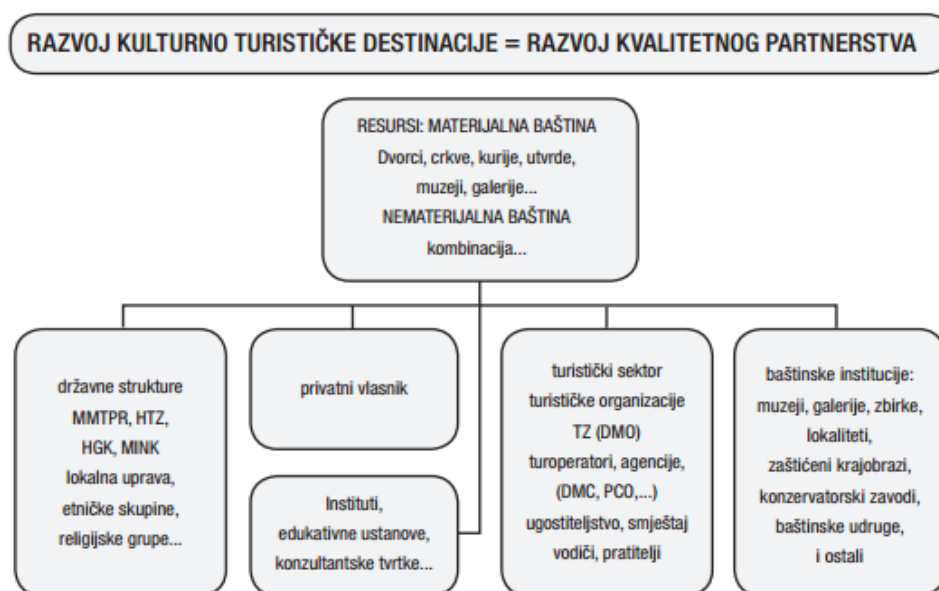 RAZVOJ KULTURNO TURISTIČKE DESTINACIJE = RAZVOJ KVALITETNOG PARTNERSTVA
RESURSI: MATERIJALNA BAŠTINA
Dvorci, crkve, kurije, utvrde,
muzeji, galerije...
NEMATERIJALNA BAŠTINA
kombinacija...
državne strukture
MMTPR, HTZ,
HGK, MINK
lokalna uprava,
etničke skupine,
religijske grupe...
privatni vlasnik
Instituti,
edukativne ustanove,
konzultantske tvrtke...
turistički sektor
turističke organizacije
TZ (DMO)
turoperatori, agencije,
(DMC, PCO,...)
ugostiteljstvo, smještaj
vodiči, pratitelji
baštinske institucije:
muzeji, galerije, zbirke,
lokaliteti,
zaštićeni krajobrazi,
konzervatorski zavodi,
baštinske udruge,
i ostali